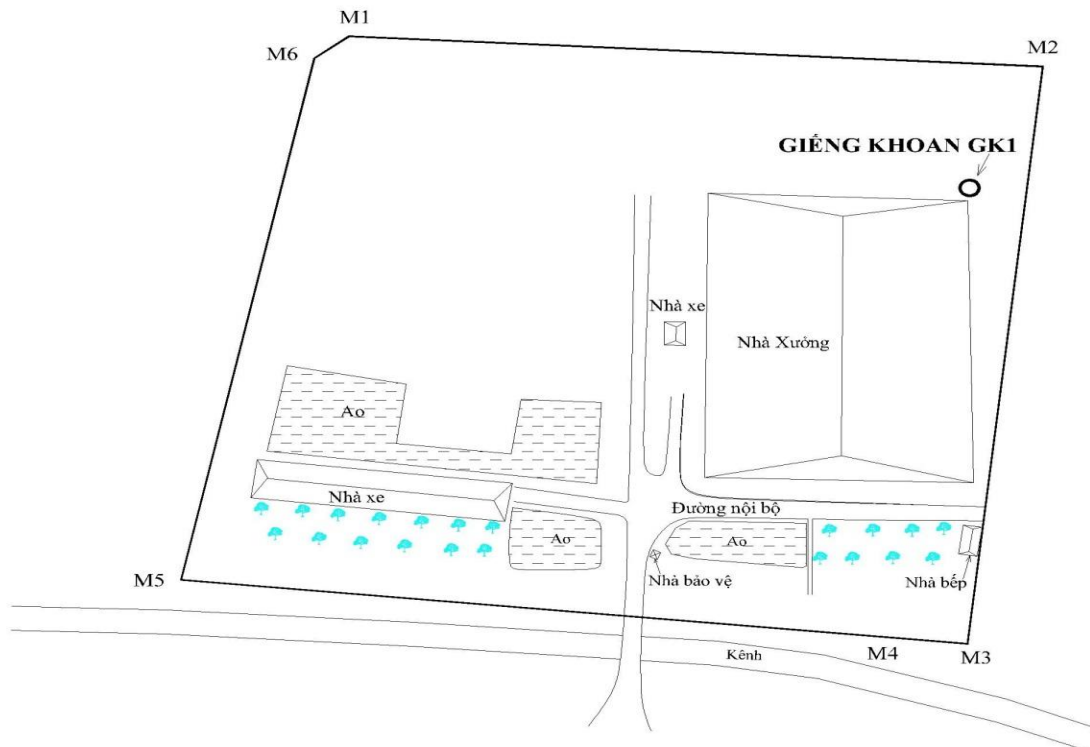 M1
M6
M2
GIẾNG KHOAN GK1
Nhà xe
Nhà Xưởng
Ao
Nhà xe
Đường nội bộ
Ao
Ao
Nhà bảo vệ
Nhà bếp
M5
Kênh
M4
M3